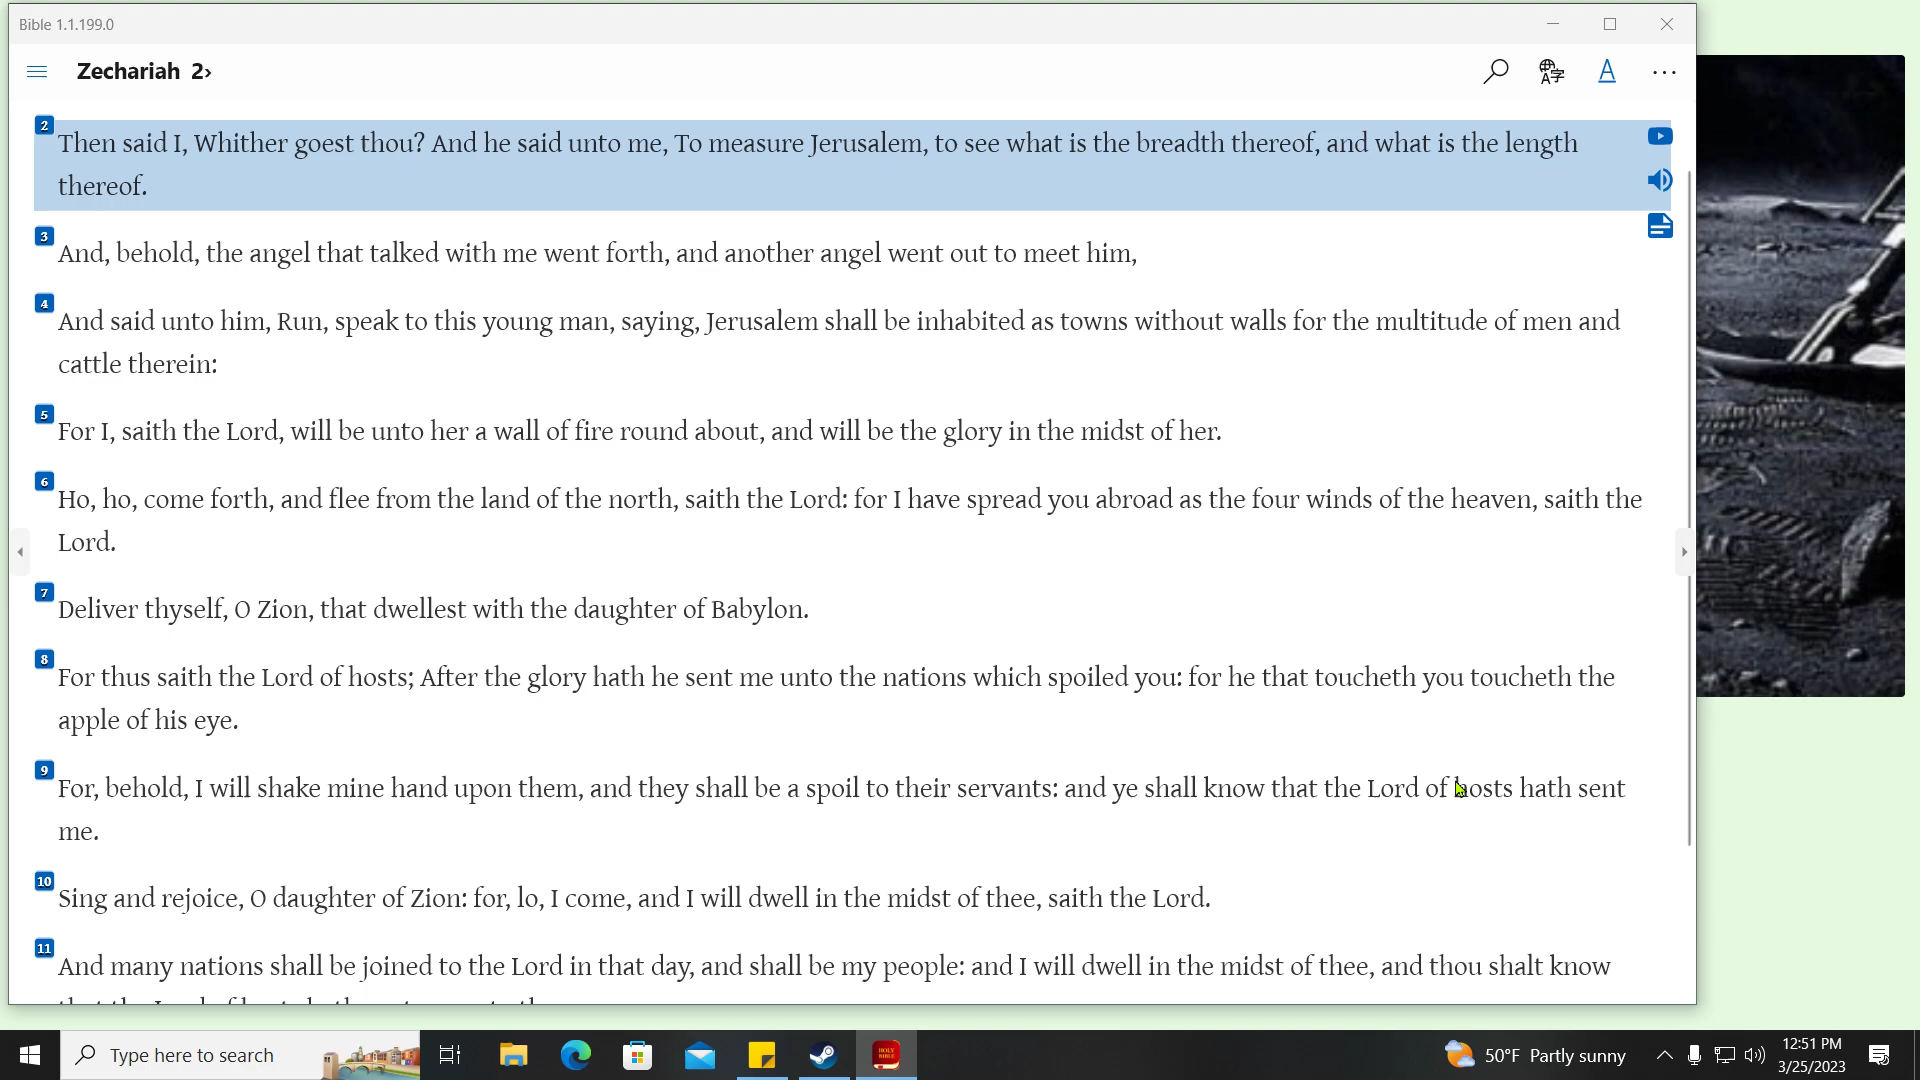 Bible 1.1.199.0
Zechariah 2›
2
Then said I, Whither goest thou? And he said unto me, To measure Jerusalem, to see what is the breadth thereof, and what is the length
thereof.
3
And, behold, the angel that talked with me went forth, and another angel went out to meet him,
4
And said unto him, Run, speak to this young man, saying, Jerusalem shall be inhabited as towns without walls for the multitude of men and
cattle therein:
5
For I, saith the Lord, will be unto her a wall of fire round about, and will be the glory in the midst of her.
6
Ho, ho, come forth, and flee from the land of the north, saith the Lord: for I have spread you abroad as the four winds of the heaven, saith the
Lord.
7
Deliver thyself, O Zion, that dwellest with the daughter of Babylon.
8
For thus saith the Lord of hosts; After the glory hath he sent me unto the nations which spoiled you: for he that toucheth you toucheth the
apple of his eye.
9
For, behold, I will shake mine hand upon them, and they shall be a spoil to their servants: and ye shall know that the Lord of hosts hath sent
me.
10
Sing and rejoice, O daughter of Zion: for, lo, I come, and I will dwell in the midst of thee, saith the Lord.
11
And many nations shall be joined to the Lord in that day, and shall be my people: and I will dwell in the midst of thee, and thou shalt know
Type here to search
HOLY BIBLE
50°F Partly sunny
12:51 PM
3/25/2023